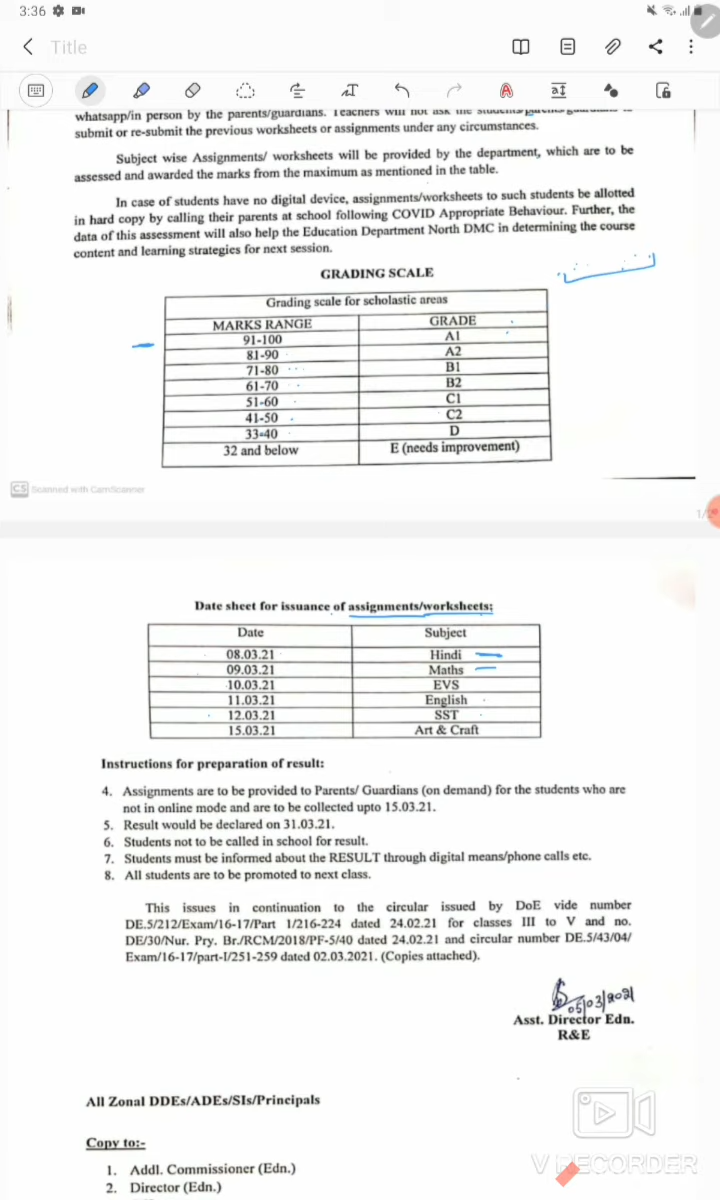 3:36
Title
whatsapp/in person by the parents/guardians. Teachers will not ask the students/
submit or re-submit the previous worksheets or assignments under any circumstances.
Subject wise Assignments/ worksheets will be provided by the department, which are to be
assessed and awarded the marks from the maximum as mentioned in the table.
In case of students have no digital device, assignments/worksheets to such students be allotted
in hard copy by calling their parents at school following COVID Appropriate Behaviour. Further, the
data of this assessment will also help the Education Department North DMC in determining the course
content and learning strategies for next session.
GRADING SCALE
Grading scale for scholastic areas
MARKS RANGE GRADE
91-100 A1
81-90 A2
71-80 B1
61-70 B2
51-60 C1
41-50 C2
33-40 D
32 and below E (needs improvement)
CS Scanned with CamScanner
Date sheet for issuance of assignments/worksheets:
Date Subject
08.03.21 Hindi
09.03.21 Maths
10.03.21 EVS
11.03.21 English
12.03.21 SST
15.03.21 Art & Craft
Instructions for preparation of result:
4. Assignments are to be provided to Parents/ Guardians (on demand) for the students who are
not in online mode and are to be collected upto 15.03.21.
5. Result would be declared on 31.03.21.
6. Students not to be called in school for result.
7. Students must be informed about the RESULT through digital means/phone calls etc.
8. All students are to be promoted to next class.
This issues in continuation to the circular issued by DoE vide number
DE.5/212/Exam/16-17/Part 1/216-224 dated 24.02.21 for classes III to V and no.
DE/30/Nur. Pry. Br./RCM/2018/PF-5/40 dated 24.02.21 and circular number DE.5/43/04/
Exam/16-17/part-I/251-259 dated 02.03.2021. (Copies attached).
05/03/2021
Asst. Director Edn.
R&E
All Zonal DDEs/ADEs/SIs/Principals
Copy to:-
1. Addl. Commissioner (Edn.)
2. Director (Edn.)
V RECORDER